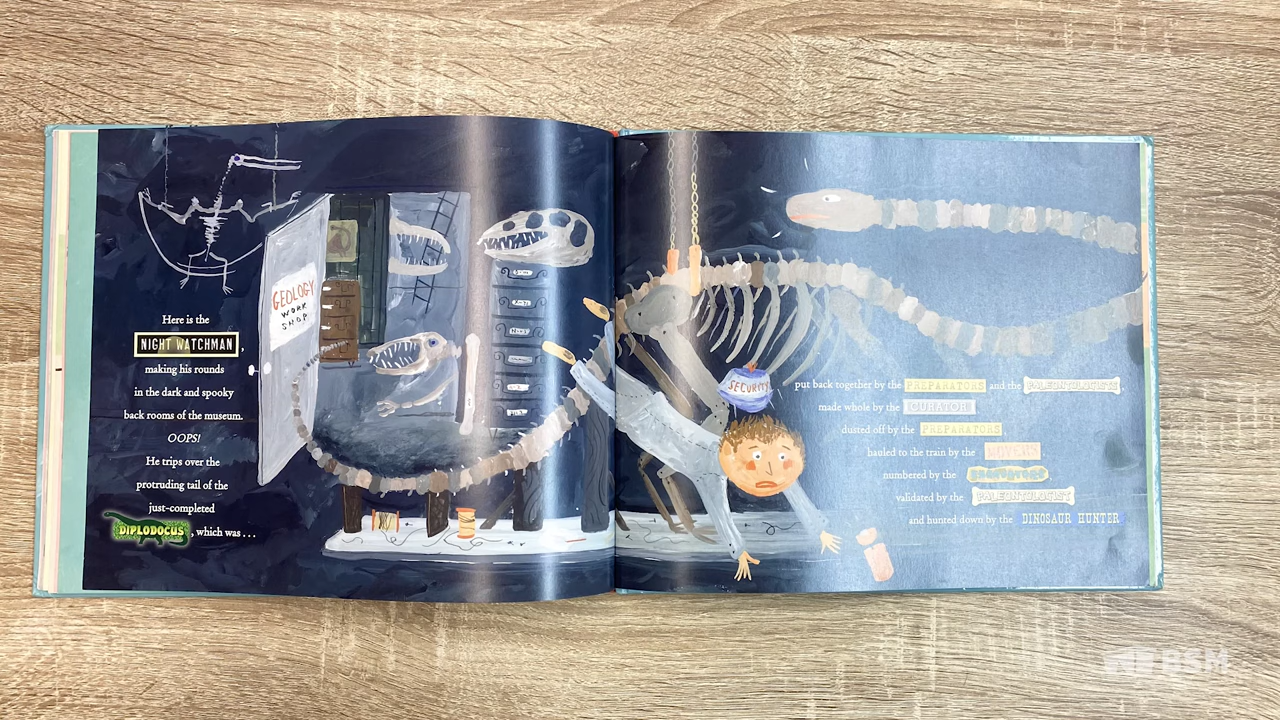 GEOLOGY
WORK
SHOP
Here is the
NIGHT WATCHMAN,
making his rounds
in the dark and spooky
back rooms of the museum.
OOPS!
He trips over the
protruding tail of the
just-completed
DIPLODOCUS, which was . . .
SECURITY
put back together by the PREPARATORS and the PALEONTOLOGISTS,
made whole by the CURATOR
dusted off by the PREPARATORS
hauled to the train by the MOVERS
numbered by the
validated by the PALEONTOLOGIST
and hunted down by the DINOSAUR HUNTER